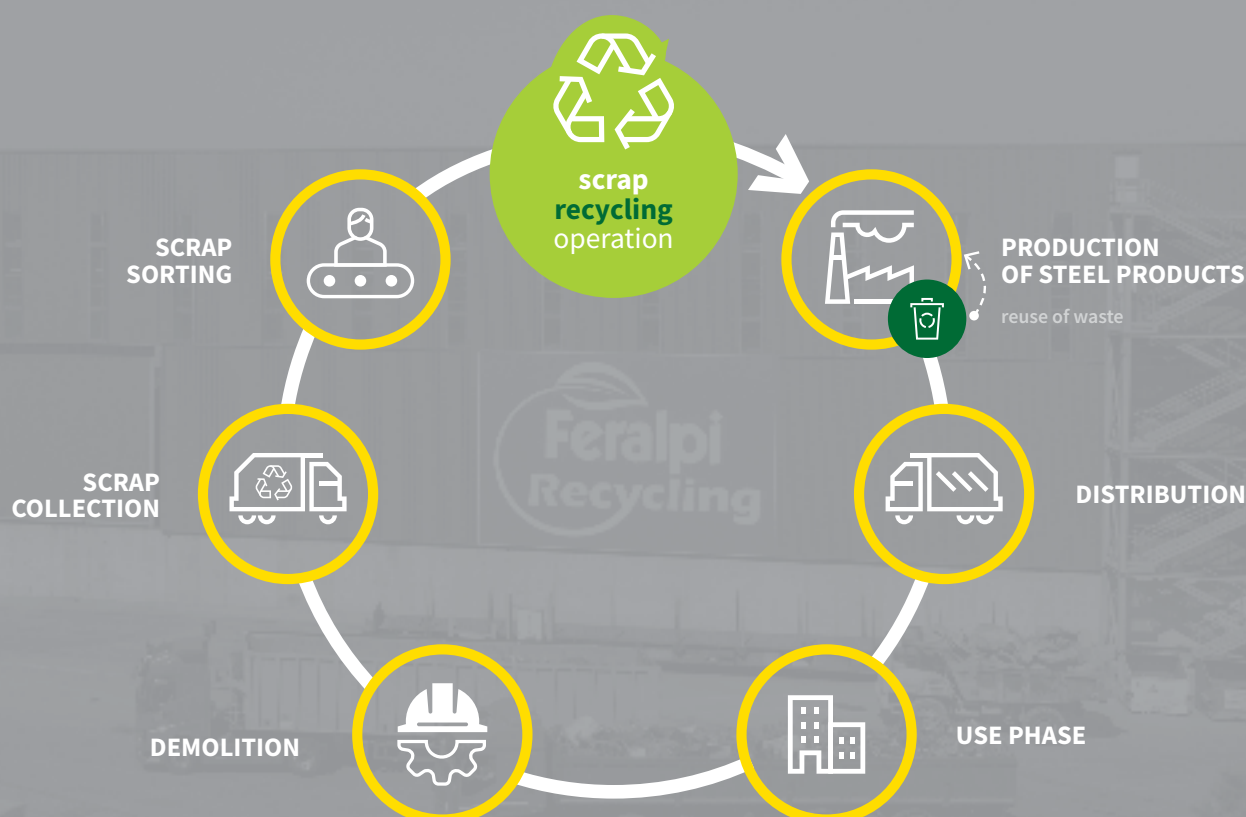 scrap
recycling
operation
SCRAP
SORTING
PRODUCTION
OF STEEL PRODUCTS
reuse of waste
Feralpi
Recycling
SCRAP
COLLECTION
DISTRIBUTION
DEMOLITION
USE PHASE